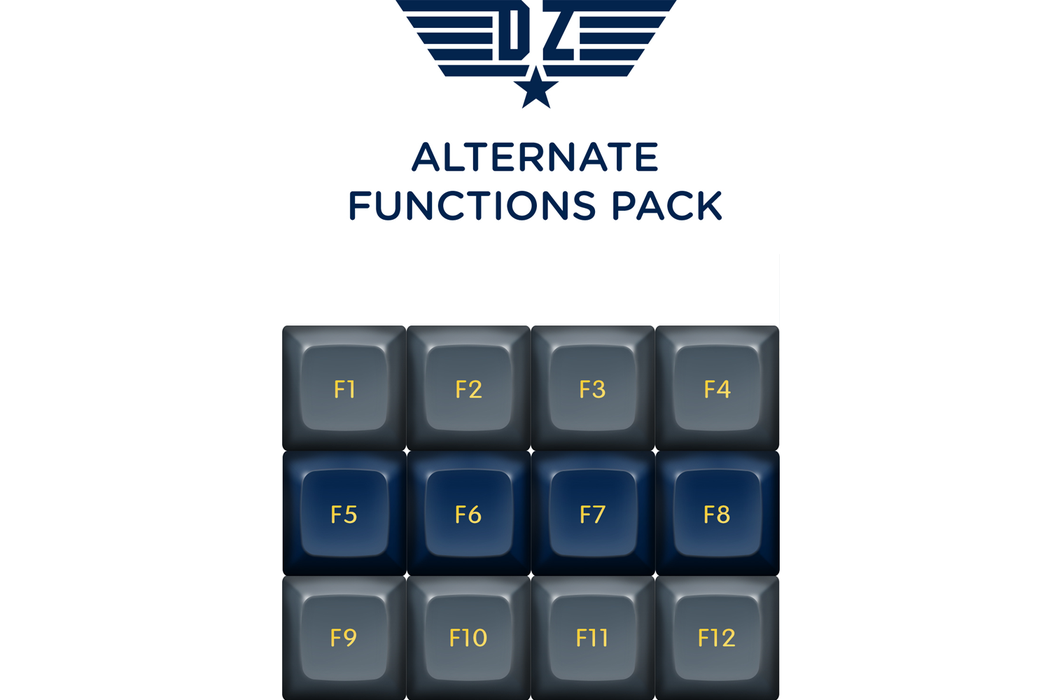 DZ
ALTERNATE
FUNCTIONS PACK
F1 F2 F3 F4
F5 F6 F7 F8
F9 F10 F11 F12